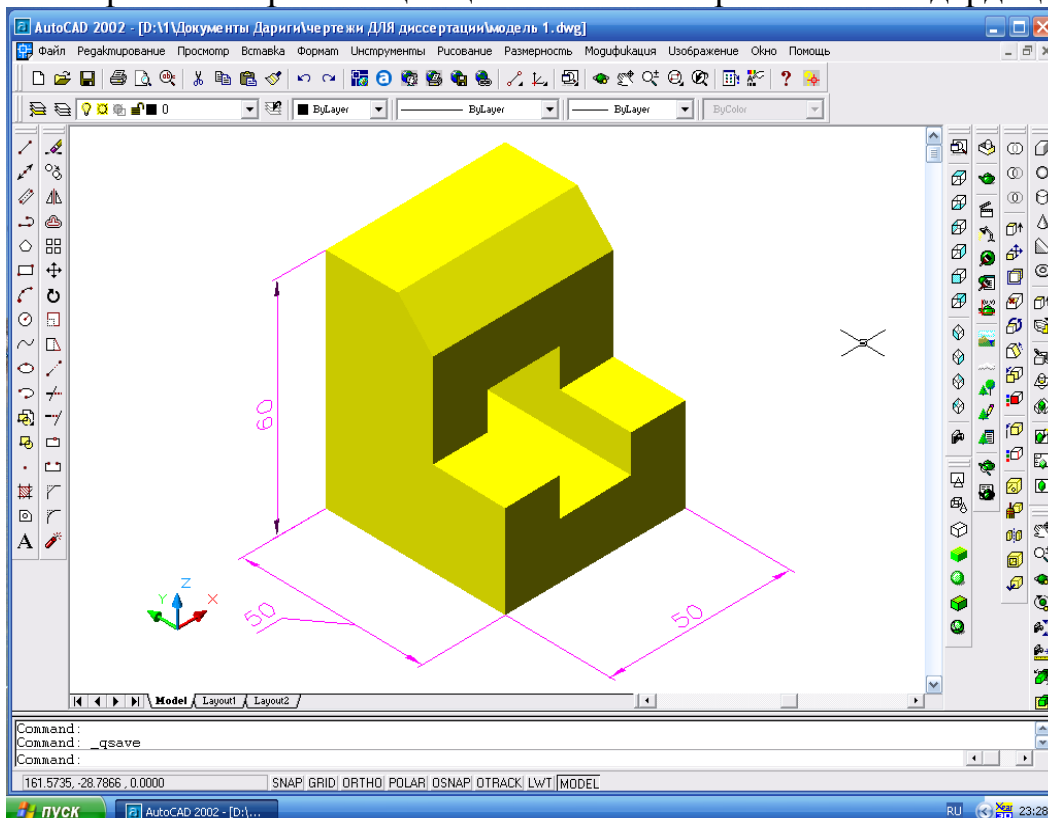 AutoCAD 2002 - [D:\1\Документы Дариги\чертежи ДЛЯ диссертации\модель 1.dwg]
Файл Редактирование Просмотр Вставка Формат Инструменты Рисование Размерность Модификация Изображение Окно Помощь
0 ByLayer ByLayer ByLayer ByColor
60
50
50
Z
Y X
Model Layout1 Layout2
Command:
Command: _qsave
Command:
161.5735, -28.7866 , 0.0000 SNAP GRID ORTHO POLAR OSNAP OTRACK LWT MODEL
пуск AutoCAD 2002 - [D:\... RU 23:28